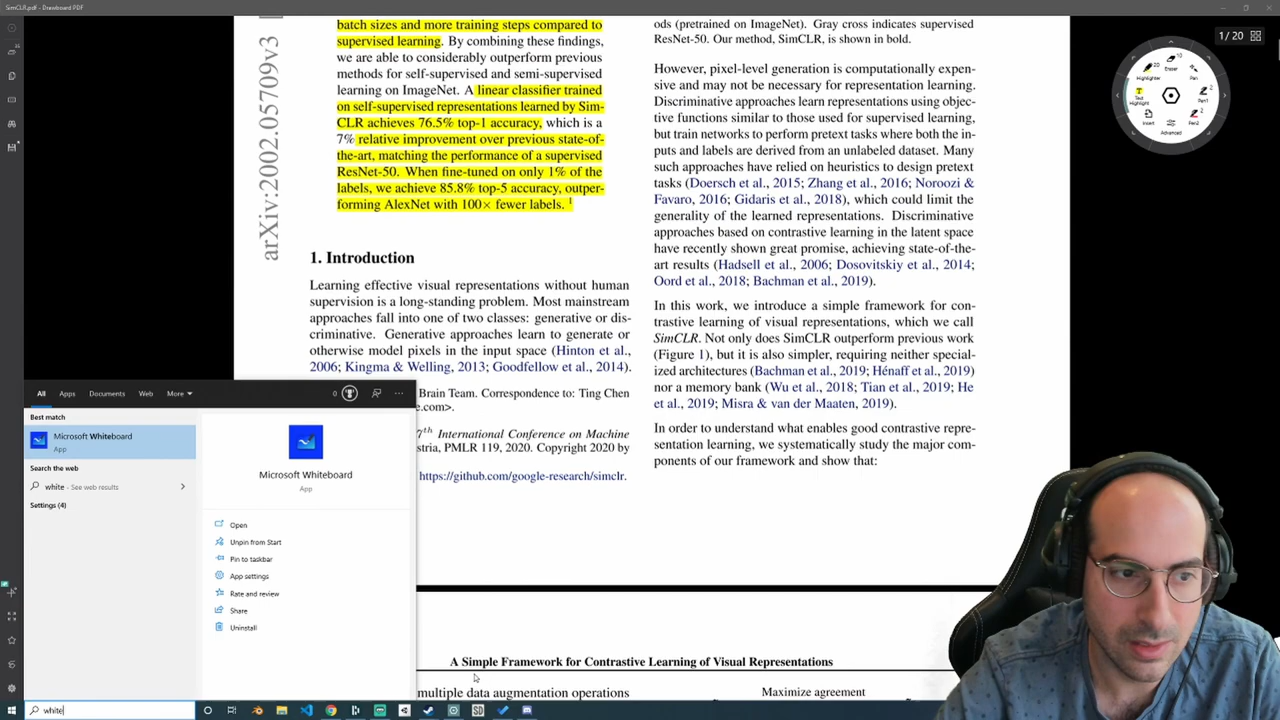 SimCLR.pdf - Drawboard PDF
batch sizes and more training steps compared to
supervised learning. By combining these findings,
we are able to considerably outperform previous
methods for self-supervised and semi-supervised
learning on ImageNet. A linear classifier trained
on self-supervised representations learned by Sim-
CLR achieves 76.5% top-1 accuracy, which is a
7% relative improvement over previous state-of-
the-art, matching the performance of a supervised
ResNet-50. When fine-tuned on only 1% of the
labels, we achieve 85.8% top-5 accuracy, outper-
forming AlexNet with 100× fewer labels. 1
arXiv:2002.05709v3
1. Introduction
Learning effective visual representations without human
supervision is a long-standing problem. Most mainstream
approaches fall into one of two classes: generative or dis-
criminative. Generative approaches learn to generate or
otherwise model pixels in the input space (Hinton et al.,
2006; Kingma & Welling, 2013; Goodfellow et al., 2014).
Brain Team. Correspondence to: Ting Chen
e.com>.
7th International Conference on Machine
stria, PMLR 119, 2020. Copyright 2020 by
https://github.com/google-research/simclr.
ods (pretrained on ImageNet). Gray cross indicates supervised
ResNet-50. Our method, SimCLR, is shown in bold.
However, pixel-level generation is computationally expen-
sive and may not be necessary for representation learning.
Discriminative approaches learn representations using objec-
tive functions similar to those used for supervised learning,
but train networks to perform pretext tasks where both the in-
puts and labels are derived from an unlabeled dataset. Many
such approaches have relied on heuristics to design pretext
tasks (Doersch et al., 2015; Zhang et al., 2016; Noroozi &
Favaro, 2016; Gidaris et al., 2018), which could limit the
generality of the learned representations. Discriminative
approaches based on contrastive learning in the latent space
have recently shown great promise, achieving state-of-the-
art results (Hadsell et al., 2006; Dosovitskiy et al., 2014;
Oord et al., 2018; Bachman et al., 2019).
In this work, we introduce a simple framework for con-
trastive learning of visual representations, which we call
SimCLR. Not only does SimCLR outperform previous work
(Figure 1), but it is also simpler, requiring neither special-
ized architectures (Bachman et al., 2019; Hénaff et al., 2019)
nor a memory bank (Wu et al., 2018; Tian et al., 2019; He
et al., 2019; Misra & van der Maaten, 2019).
In order to understand what enables good contrastive repre-
sentation learning, we systematically study the major com-
ponents of our framework and show that:
A Simple Framework for Contrastive Learning of Visual Representations
multiple data augmentation operations
Maximize agreement
1 / 20
Highlighter
Eraser
Pen
Text Highlight
Pen1
Insert
Pen2
Advanced
All Apps Documents Web More 0
Best match
Microsoft Whiteboard
App
Search the web
white - See web results
Settings (4)
Microsoft Whiteboard
App
Open
Unpin from Start
Pin to taskbar
App settings
Rate and review
Share
Uninstall
white
SD